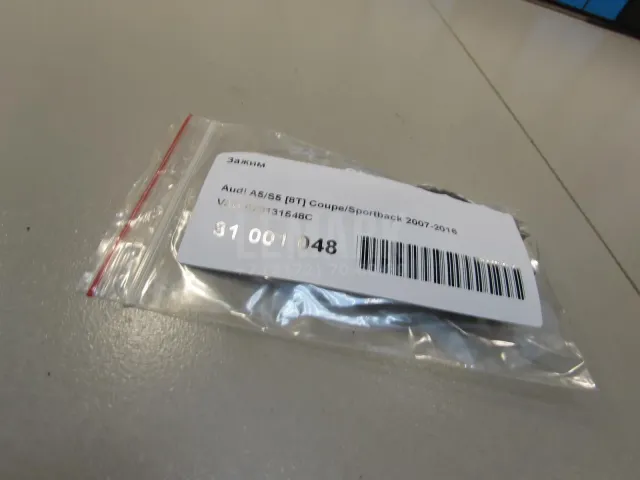 Зажим
Audi A5/S5 [8T] Coupe/Sportback 2007-2016
31 001 048